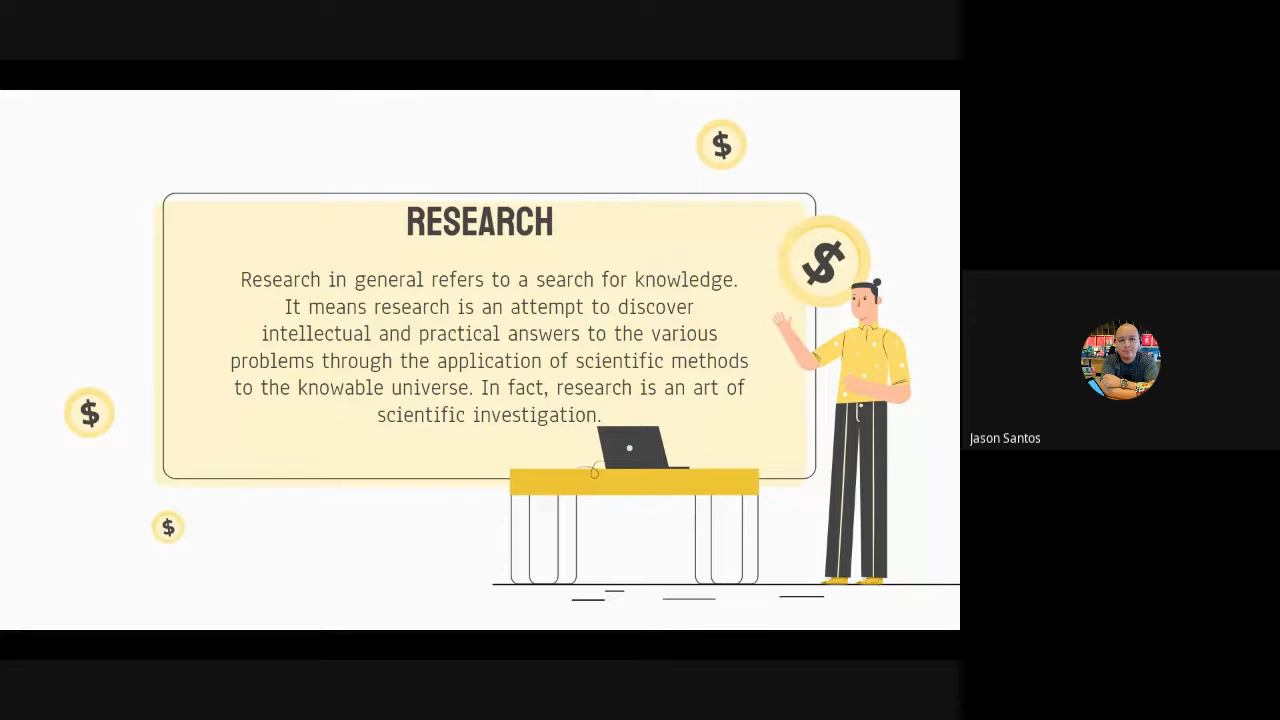 $
RESEARCH
$
Research in general refers to a search for knowledge.
It means research is an attempt to discover
intellectual and practical answers to the various
problems through the application of scientific methods
to the knowable universe. In fact, research is an art of
scientific investigation.
$
$
Jason Santos